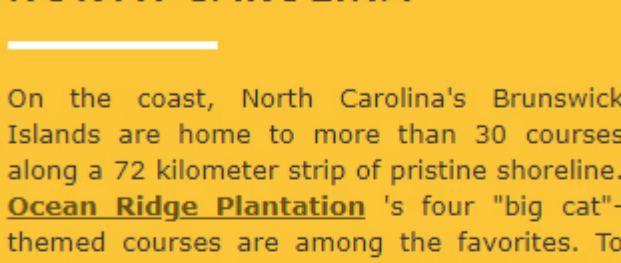 On the coast, North Carolina's Brunswick
Islands are home to more than 30 courses
along a 72 kilometer strip of pristine shoreline.
Ocean Ridge Plantation 's four "big cat"-
themed courses are among the favorites. To